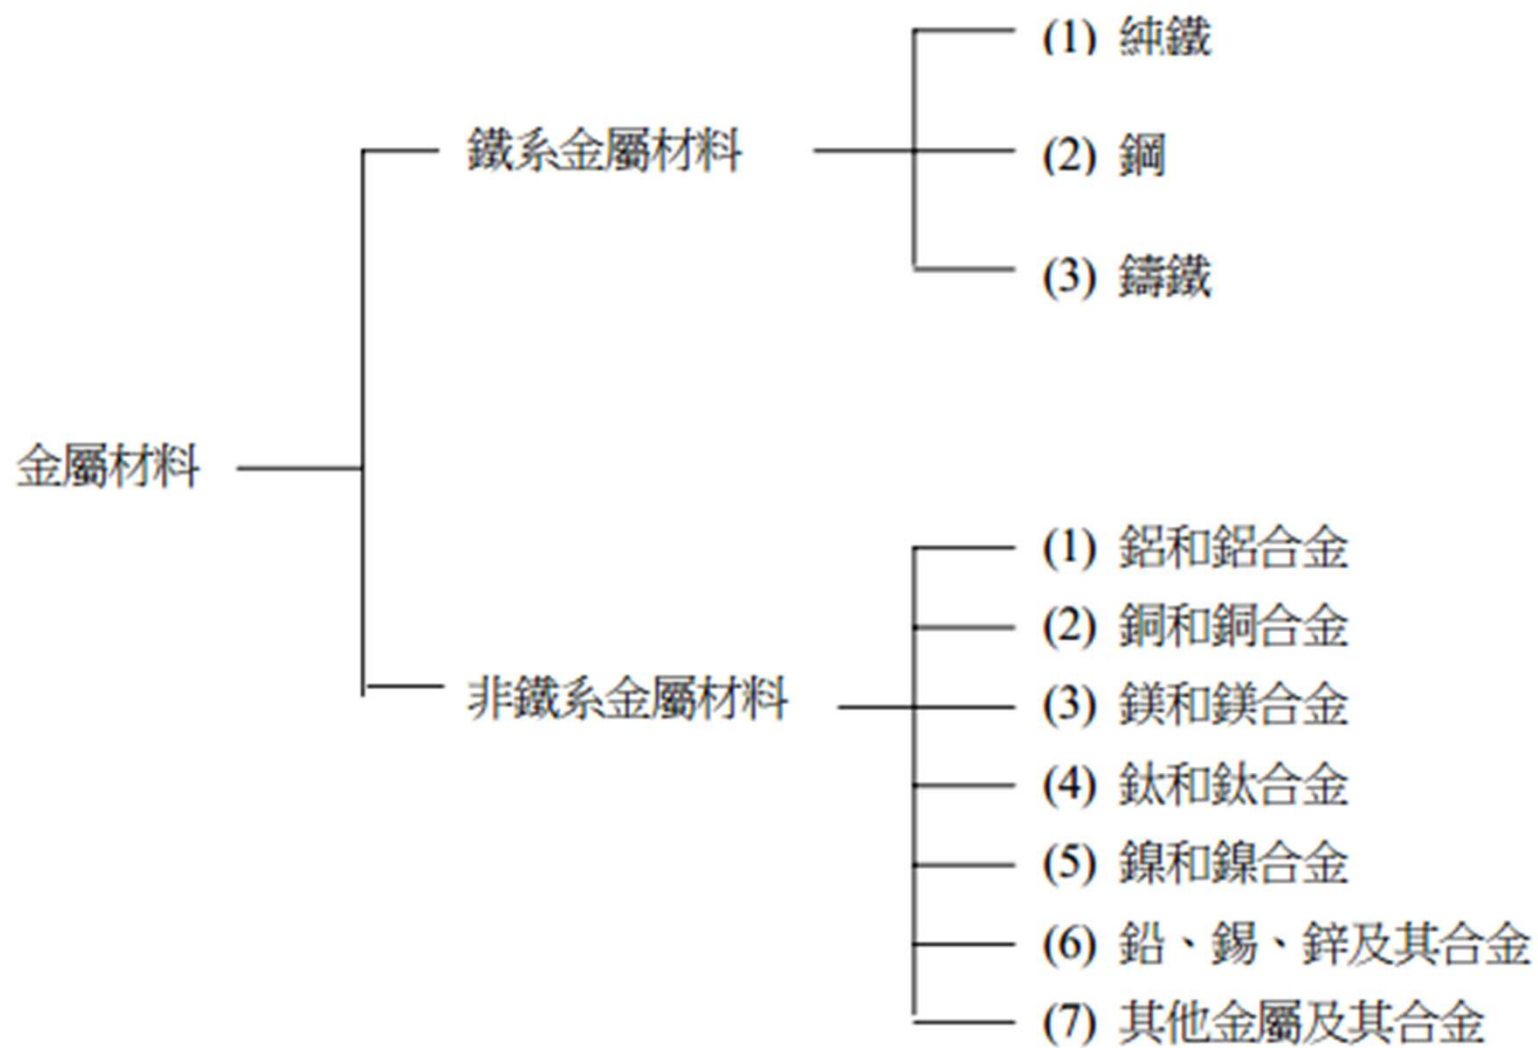 金屬材料
鐵系金屬材料
(1) 純鐵
(2) 鋼
(3) 鑄鐵
非鐵系金屬材料
(1) 鋁和鋁合金
(2) 銅和銅合金
(3) 鎂和鎂合金
(4) 鈦和鈦合金
(5) 鎳和鎳合金
(6) 鉛、錫、鋅及其合金
(7) 其他金屬及其合金